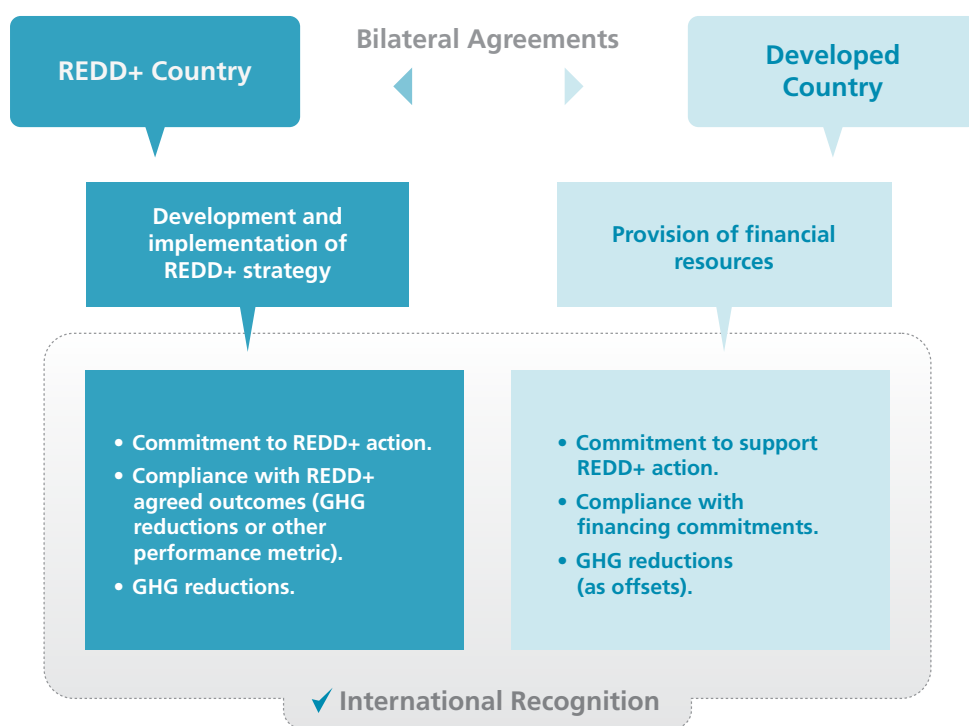 Bilateral Agreements
REDD+ Country
Developed
Country
Development and
implementation of
REDD+ strategy
Provision of financial
resources
• Commitment to REDD+ action.
• Compliance with REDD+
agreed outcomes (GHG
reductions or other
performance metric).
• GHG reductions.
• Commitment to support
REDD+ action.
• Compliance with
financing commitments.
• GHG reductions
(as offsets).
✓ International Recognition